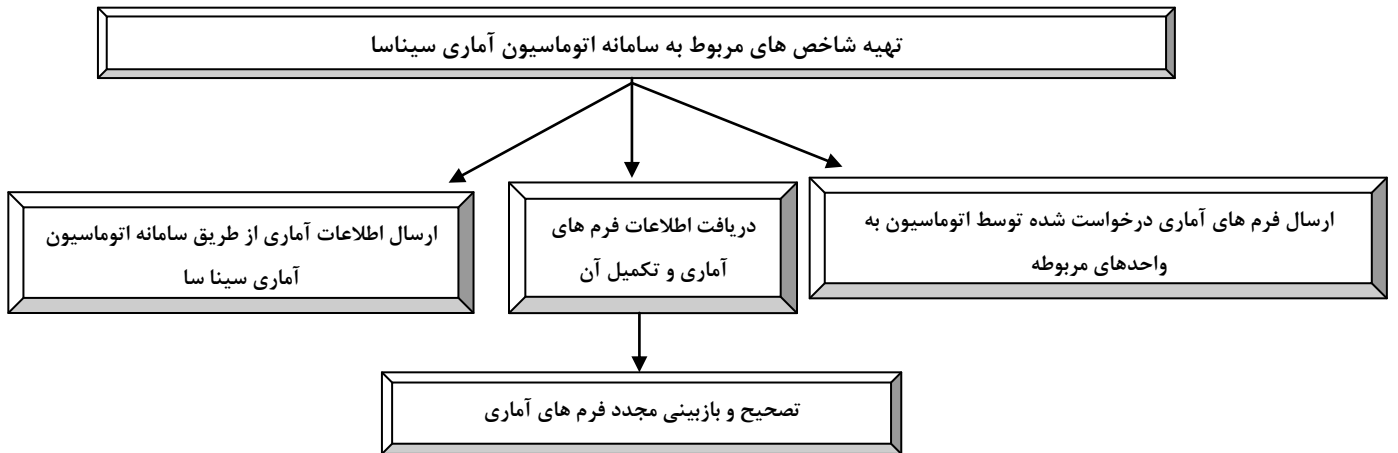 تهیه شاخص های مربوط به سامانه اتوماسیون آماری سیناسا
ارسال فرم های آماری درخواست شده توسط اتوماسیون به
واحدهای مربوطه
دریافت اطلاعات فرم های
آماری و تکمیل آن
ارسال اطلاعات آماری از طریق سامانه اتوماسیون
آماری سینا سا
تصحیح و بازبینی مجدد فرم های آماری